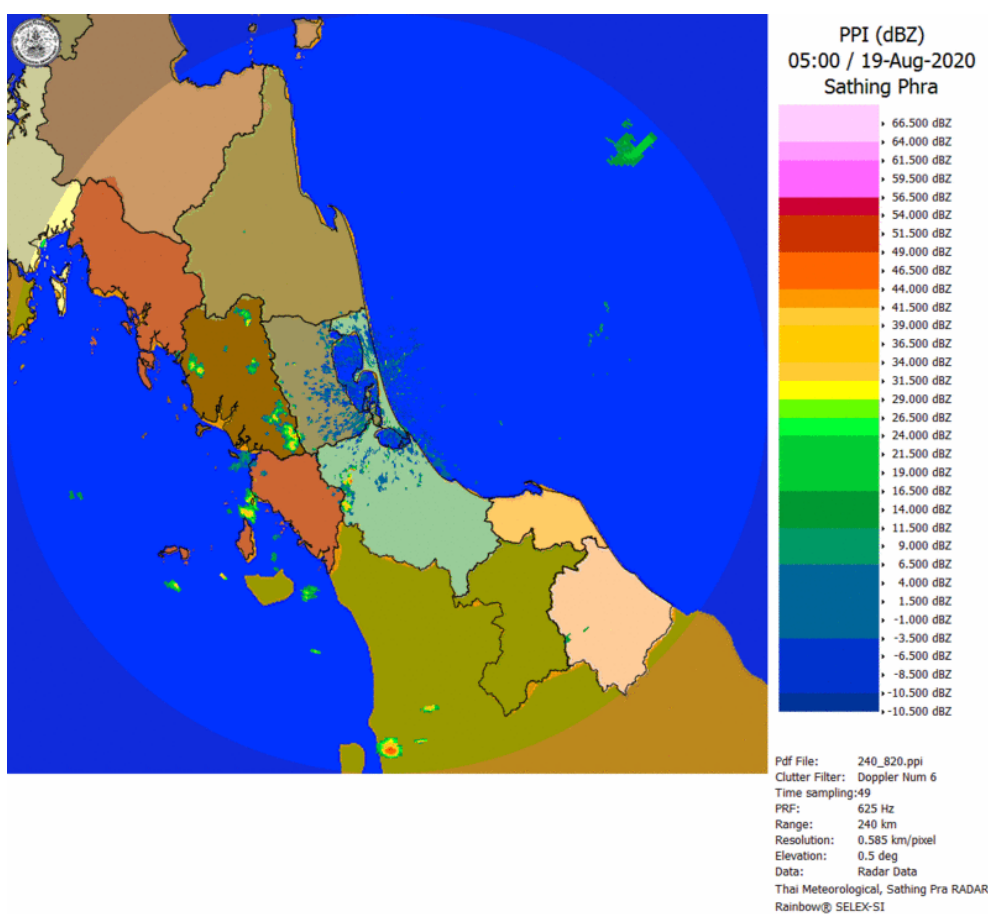 PPI (dBZ)
05:00 / 19-Aug-2020
Sathing Phra
66.500 dBZ
64.000 dBZ
61.500 dBZ
59.500 dBZ
56.500 dBZ
54.000 dBZ
51.500 dBZ
49.000 dBZ
46.500 dBZ
44.000 dBZ
41.500 dBZ
39.000 dBZ
36.500 dBZ
34.000 dBZ
31.500 dBZ
29.000 dBZ
26.500 dBZ
24.000 dBZ
21.500 dBZ
19.000 dBZ
16.500 dBZ
14.000 dBZ
11.500 dBZ
9.000 dBZ
6.500 dBZ
4.000 dBZ
1.500 dBZ
-1.000 dBZ
-3.500 dBZ
-6.500 dBZ
-8.500 dBZ
-10.500 dBZ
-10.500 dBZ
Pdf File: 240_820.ppi
Clutter Filter: Doppler Num 6
Time sampling:49
PRF: 625 Hz
Range: 240 km
Resolution: 0.585 km/pixel
Elevation: 0.5 deg
Data: Radar Data
Thai Meteorological, Sathing Pra RADAR
Rainbow® SELEX-SI